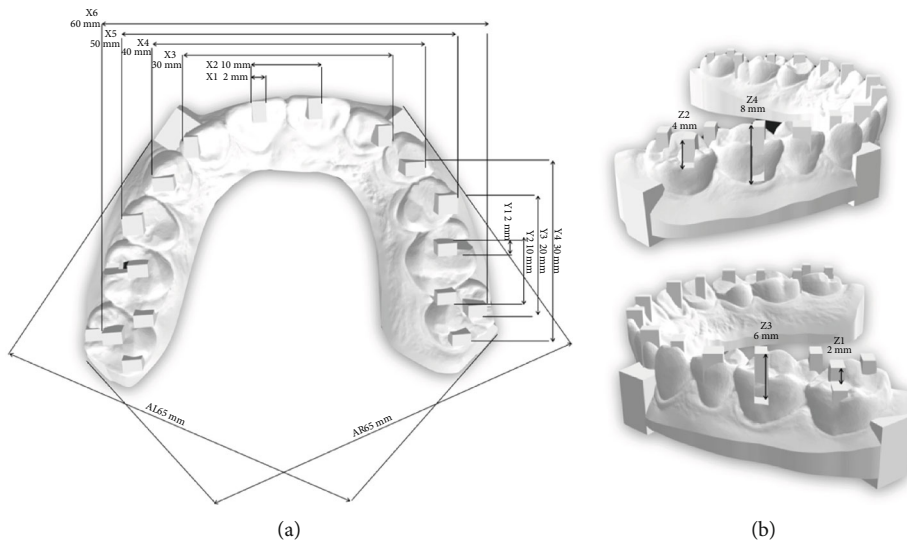 X6
60 mm
X5
50 mm
X4
40 mm
X3
30 mm
X2 10 mm
X1 2 mm
Y1 2 mm
Y2 10 mm
Y3 20 mm
Y4 30 mm
AL65 mm
AR65 mm
(a)
Z2
4 mm
Z4
8 mm
Z3
6 mm
Z1
2 mm
(b)